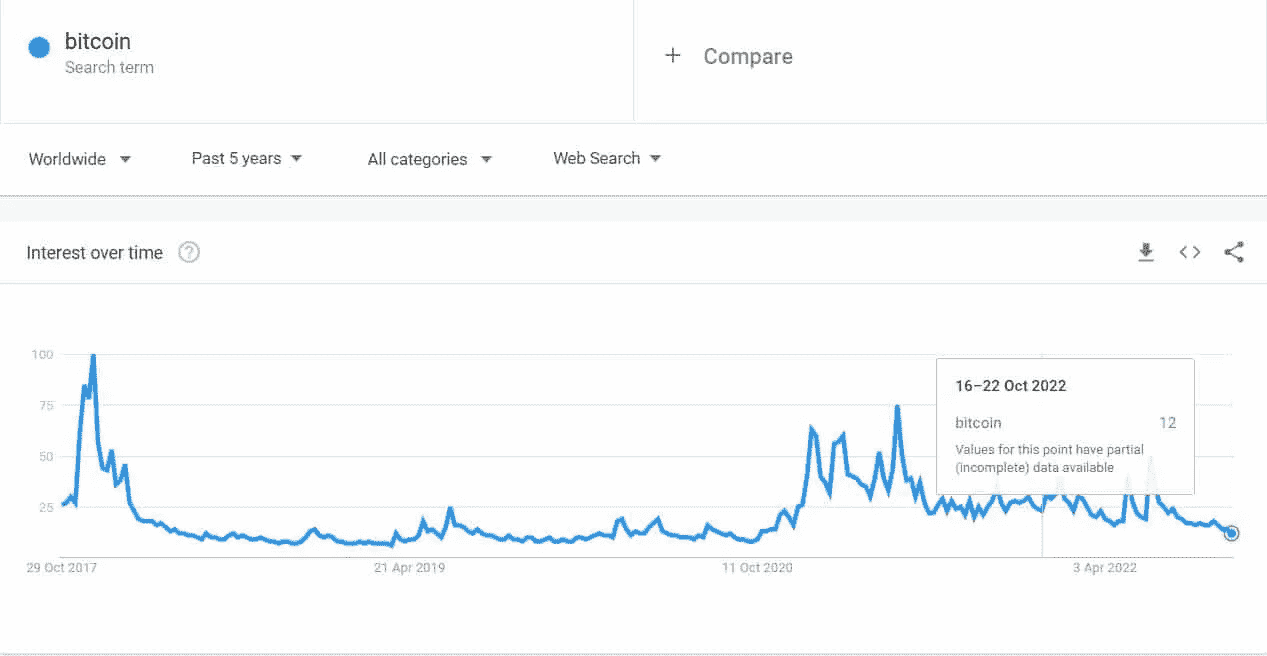 bitcoin
Search term
+ Compare
Worldwide
Past 5 years
All categories
Web Search
Interest over time ?
100
75
50
25
16–22 Oct 2022
bitcoin 12
Values for this point have partial
(incomplete) data available
29 Oct 2017
21 Apr 2019
11 Oct 2020
3 Apr 2022